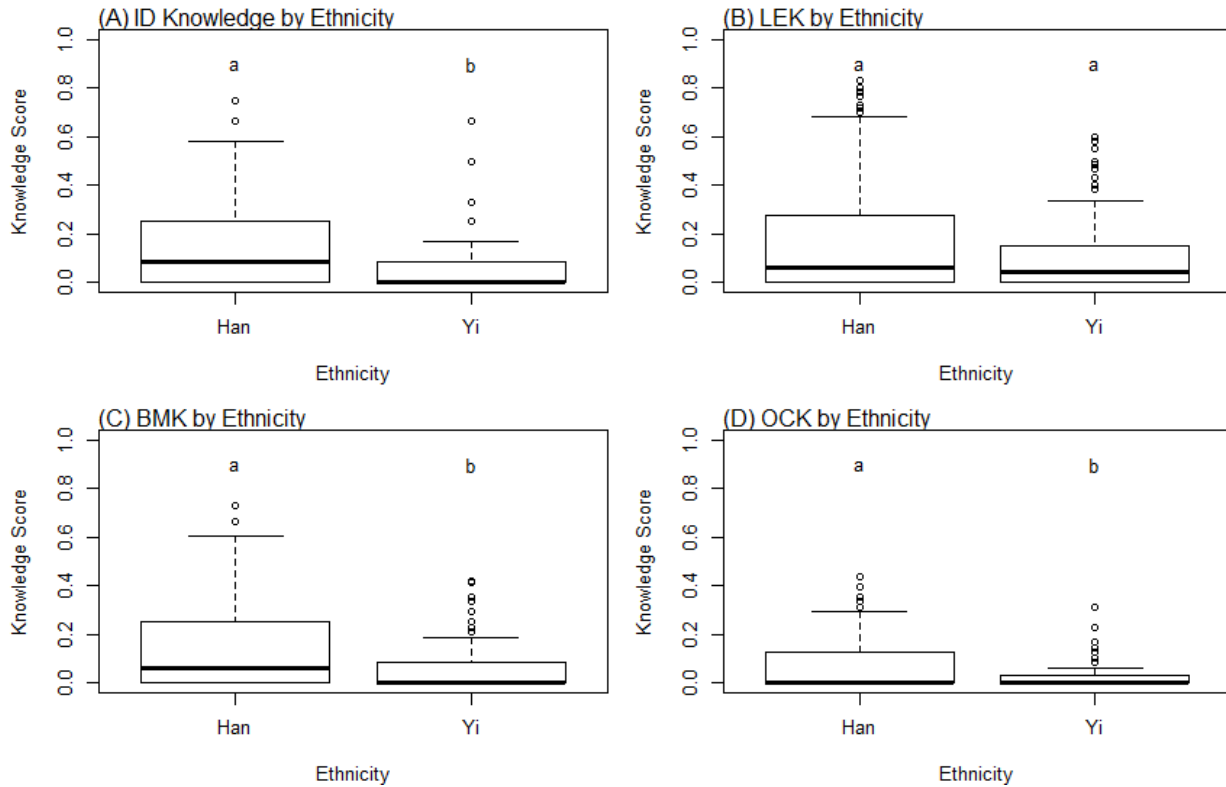 (A) ID Knowledge by Ethnicity
Knowledge Score
1.0
0.8
0.6
0.4
0.2
0.0
a
b
Han
Yi
Ethnicity
(B) LEK by Ethnicity
Knowledge Score
1.0
0.8
0.6
0.4
0.2
0.0
a
a
Han
Yi
Ethnicity
(C) BMK by Ethnicity
Knowledge Score
1.0
0.8
0.6
0.4
0.2
0.0
a
b
Han
Yi
Ethnicity
(D) OCK by Ethnicity
Knowledge Score
1.0
0.8
0.6
0.4
0.2
0.0
a
b
Han
Yi
Ethnicity